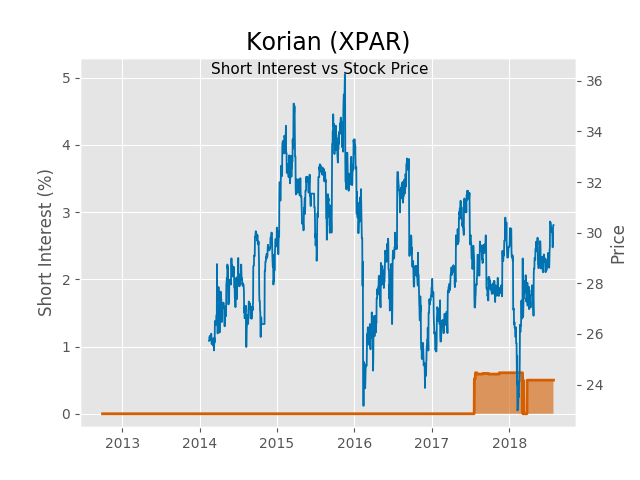 Korian (XPAR)
Short Interest vs Stock Price
Short Interest (%)
5
4
3
2
1
0
36
34
32
30
28
26
24
Price
2013 2014 2015 2016 2017 2018